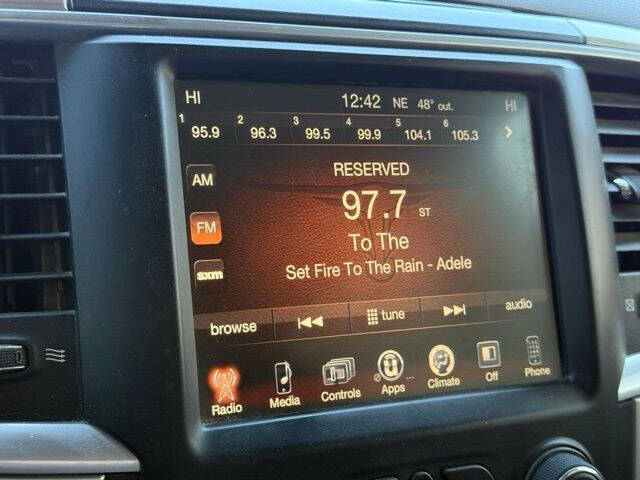 HI 12:42 NE 48° out. HI
1 95.9 2 96.3 3 99.5 4 99.9 5 104.1 6 105.3
RESERVED
AM
97.7 ST
FM
To The
Set Fire To The Rain - Adele
sxm
browse tune audio
Radio Media Controls Apps ... Climate Off Phone